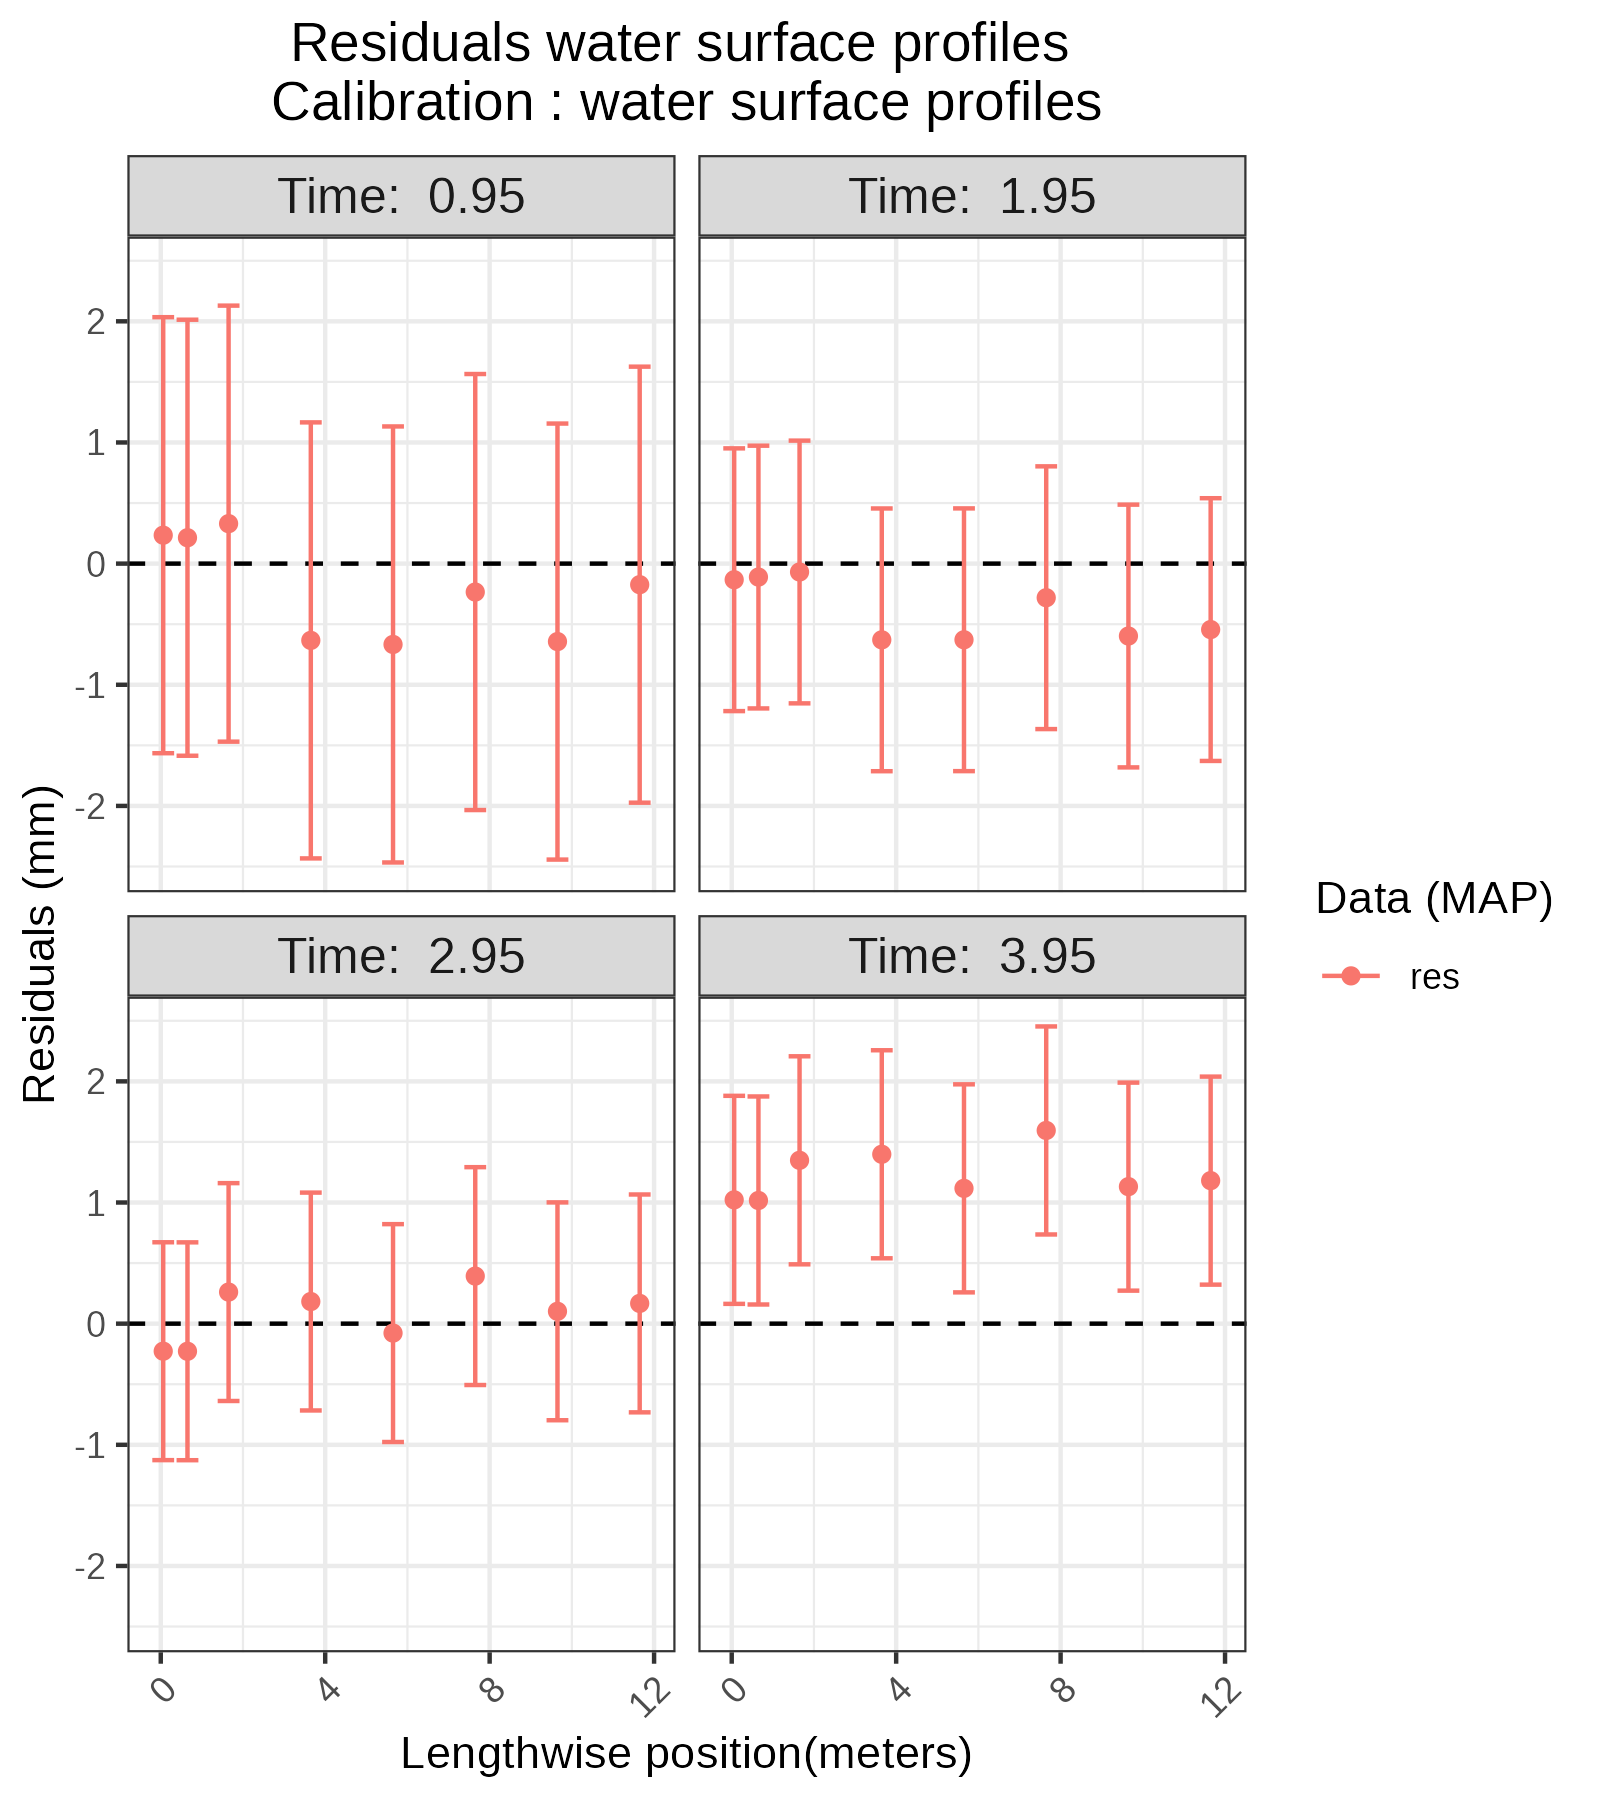 Residuals water surface profiles
Calibration : water surface profiles
Time: 0.95
Time: 1.95
2
1
0
-1
-2
Time: 2.95
Time: 3.95
2
1
0
-1
-2
0
4
8
12
0
4
8
12
Residuals (mm)
Lengthwise position(meters)
Data (MAP)
res